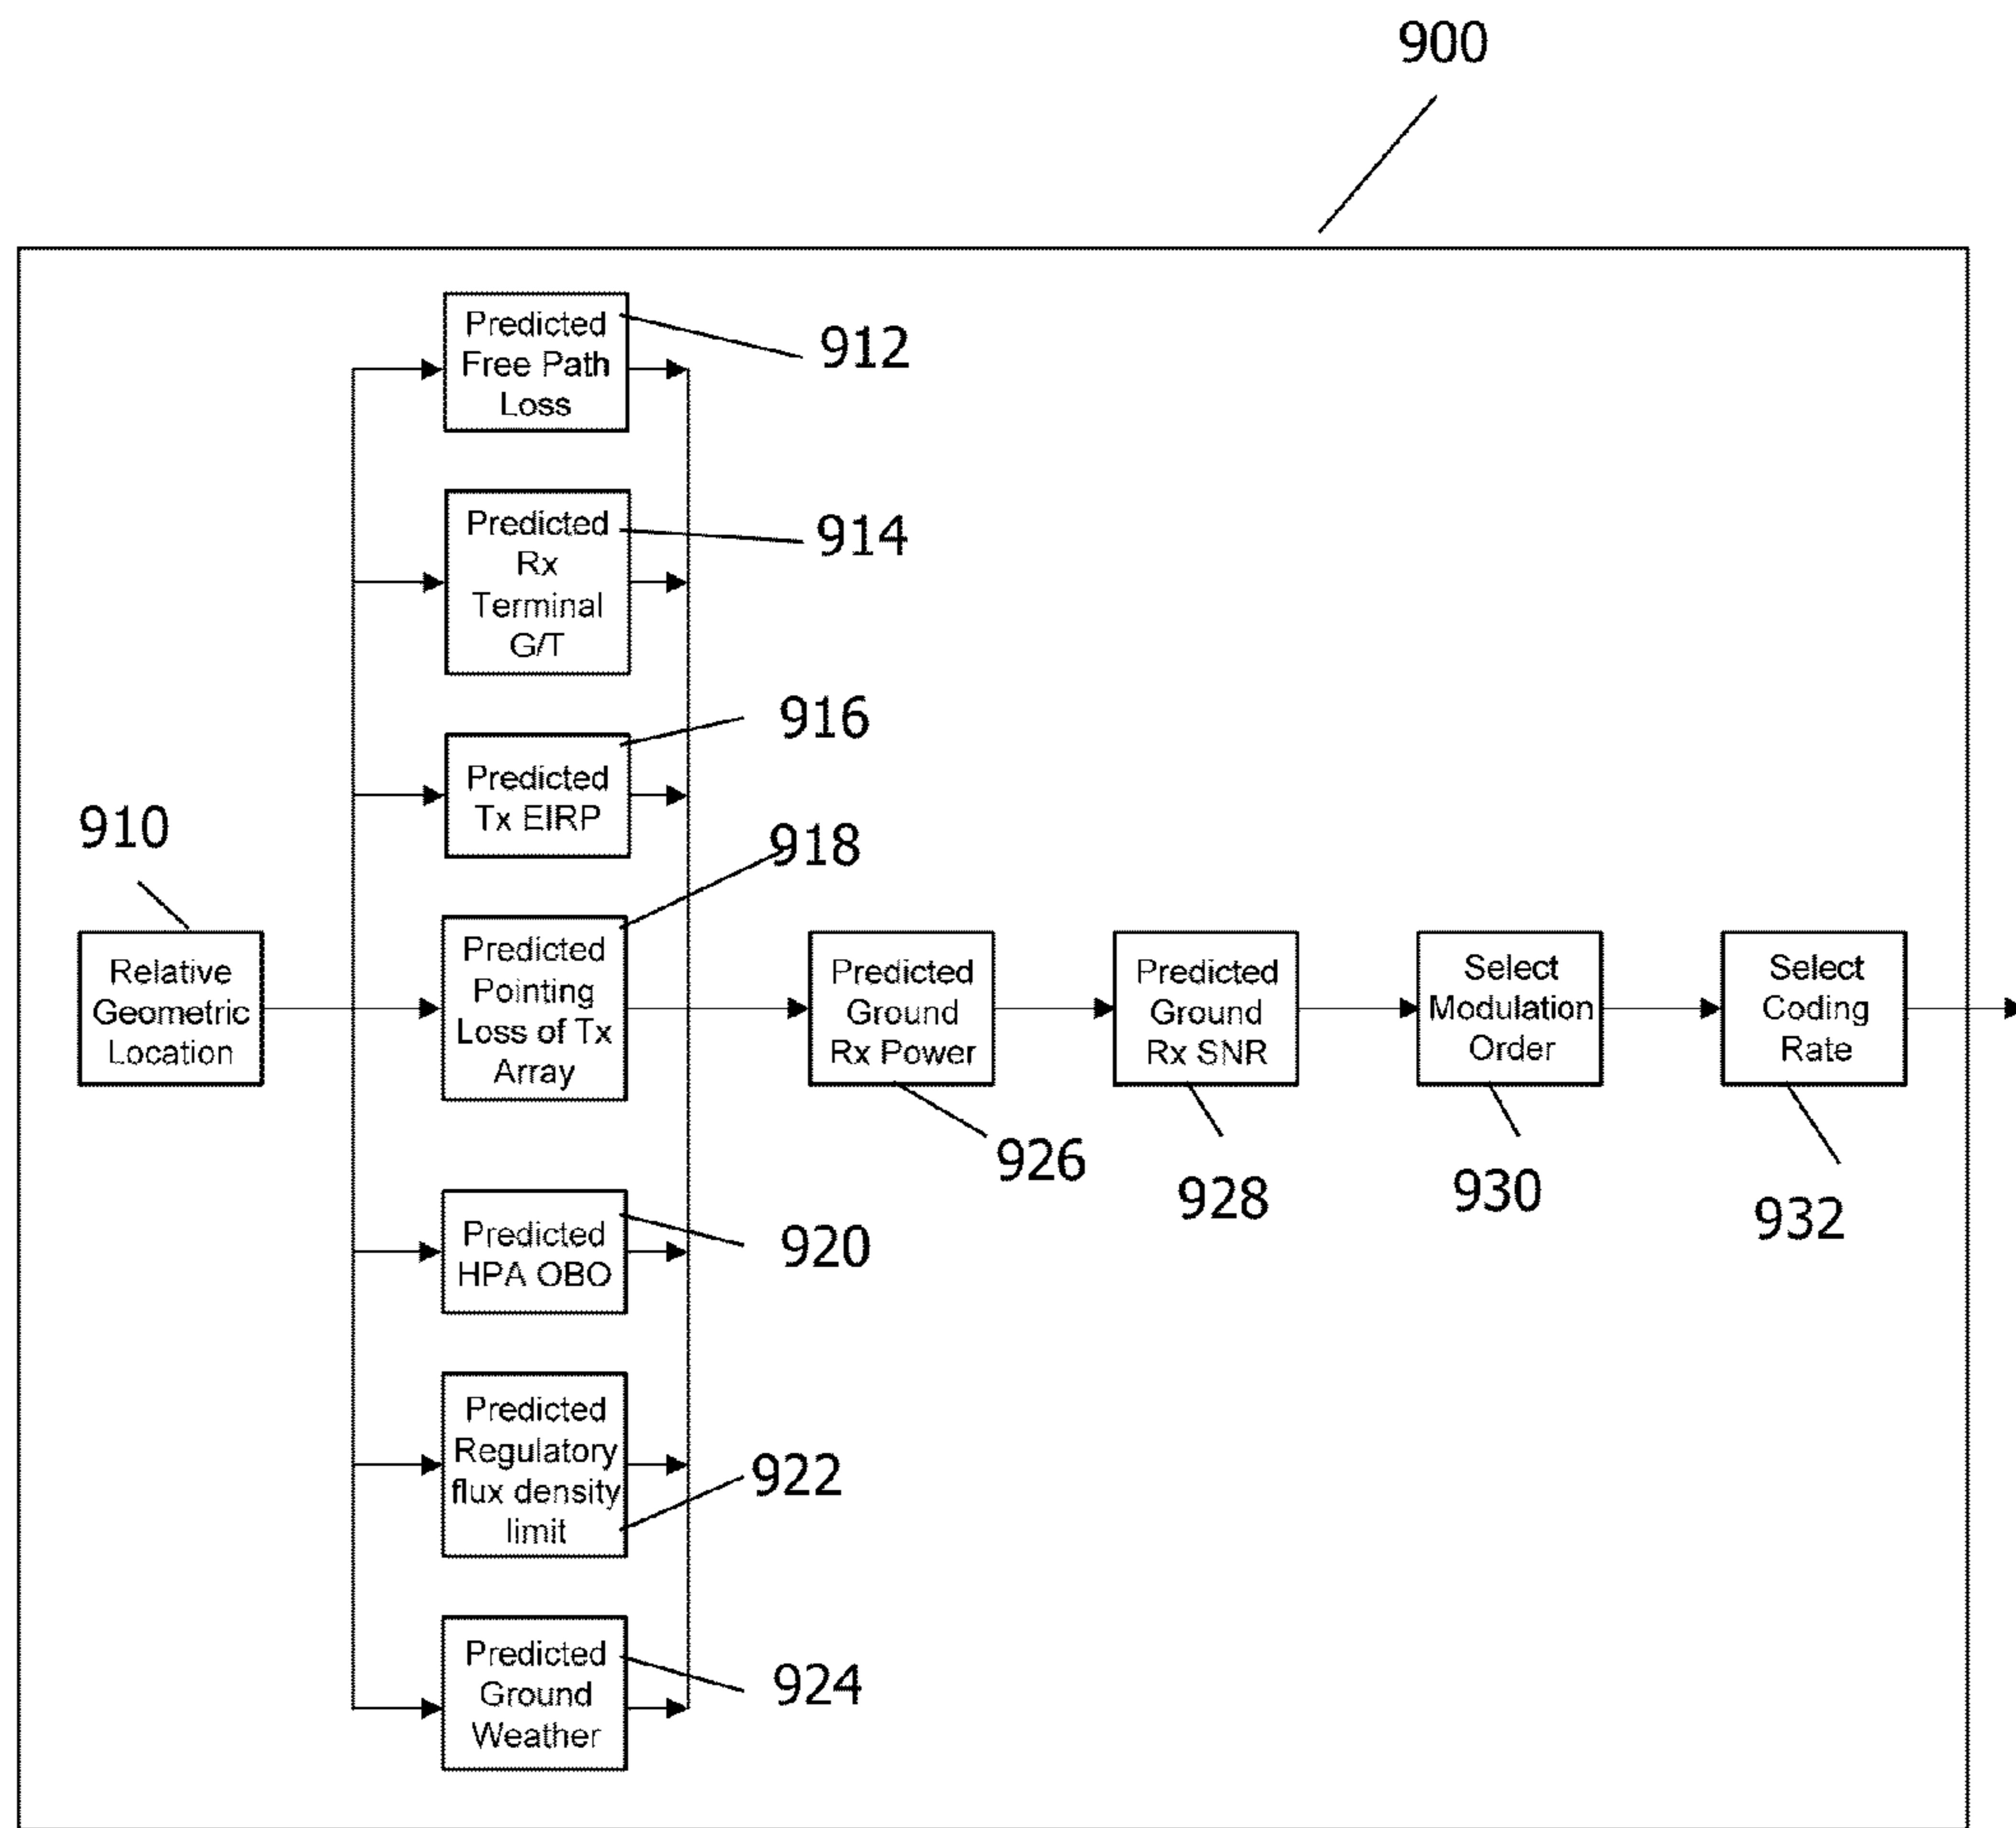 900
Predicted
Free Path
Loss
912
Predicted
Rx
Terminal
G/T
914
Predicted
Tx EIRP
916
910
Relative
Geometric
Location
Predicted
Pointing
Loss of Tx
Array
918
Predicted
Ground
Rx Power
926
Predicted
Ground
Rx SNR
928
Select
Modulation
Order
930
Select
Coding
Rate
932
Predicted
HPA OBO
920
Predicted
Regulatory
flux density
limit
922
Predicted
Ground
Weather
924